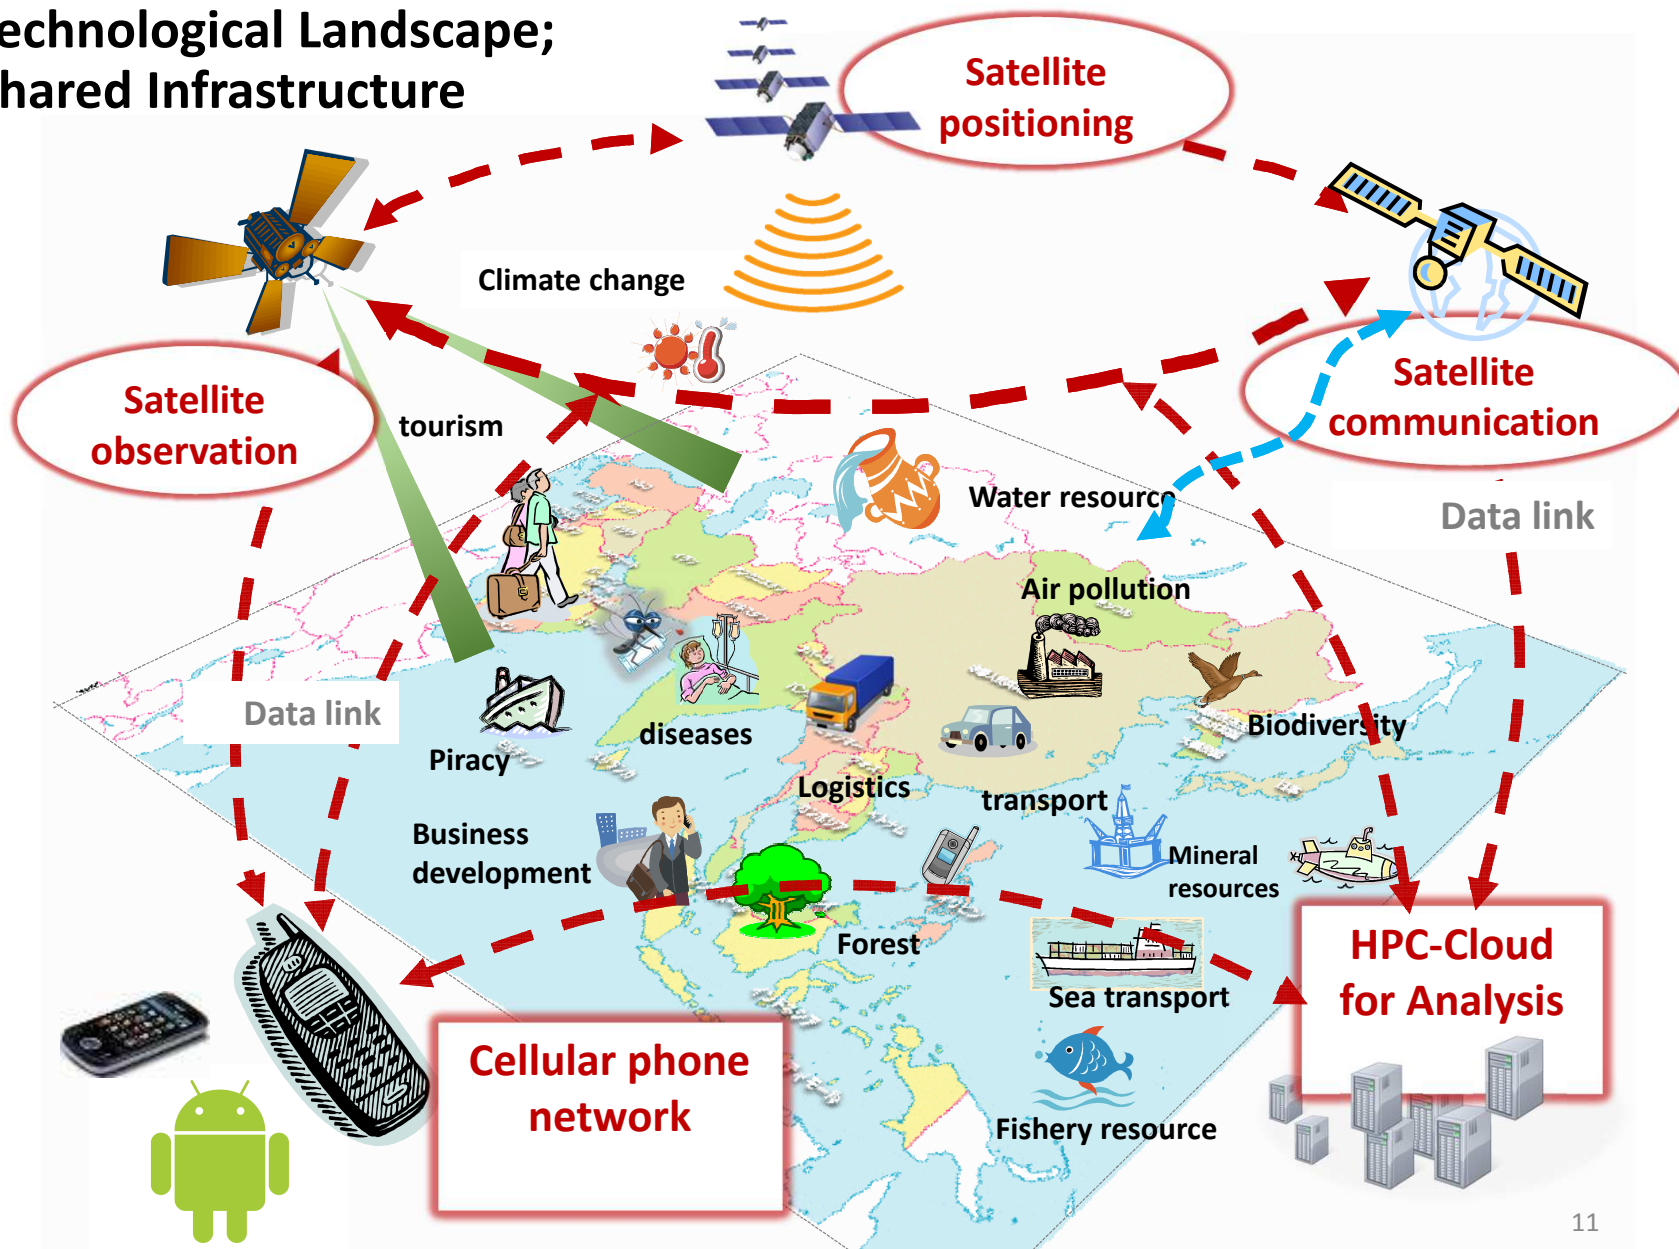 echnological Landscape;
hared Infrastructure
Satellite
positioning
Climate change
Satellite
observation
tourism
Satellite
communication
Water resource
Data link
Air pollution
Data link
Piracy
diseases
Biodiversity
Logistics
transport
Business
development
Mineral
resources
Forest
Sea transport
HPC-Cloud
for Analysis
Cellular phone
network
Fishery resource
11